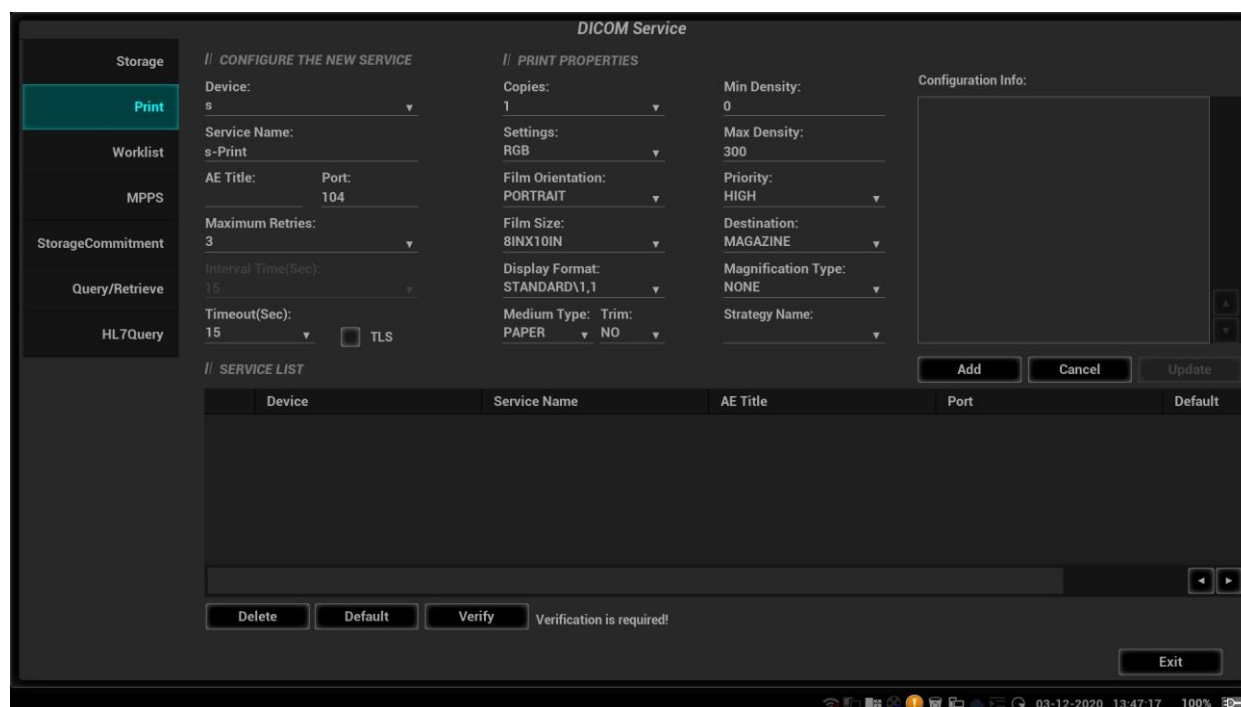 DICOM Service
Storage
Print
Worklist
MPPS
StorageCommitment
Query/Retrieve
HL7Query
// CONFIGURE THE NEW SERVICE
Device:
s
Service Name:
s-Print
AE Title: Port:
104
Maximum Retries:
3
Interval Time(Sec):
15
Timeout(Sec):
15 TLS
// PRINT PROPERTIES
Copies:
1
Settings:
RGB
Film Orientation:
PORTRAIT
Film Size:
8INX10IN
Display Format:
STANDARD\1,1
Medium Type: Trim:
PAPER NO
Min Density:
0
Max Density:
300
Priority:
HIGH
Destination:
MAGAZINE
Magnification Type:
NONE
Strategy Name:
Configuration Info:
Add Cancel Update
// SERVICE LIST
Device Service Name AE Title Port Default
Delete Default Verify Verification is required!
Exit
03-12-2020 13:47:17 100%